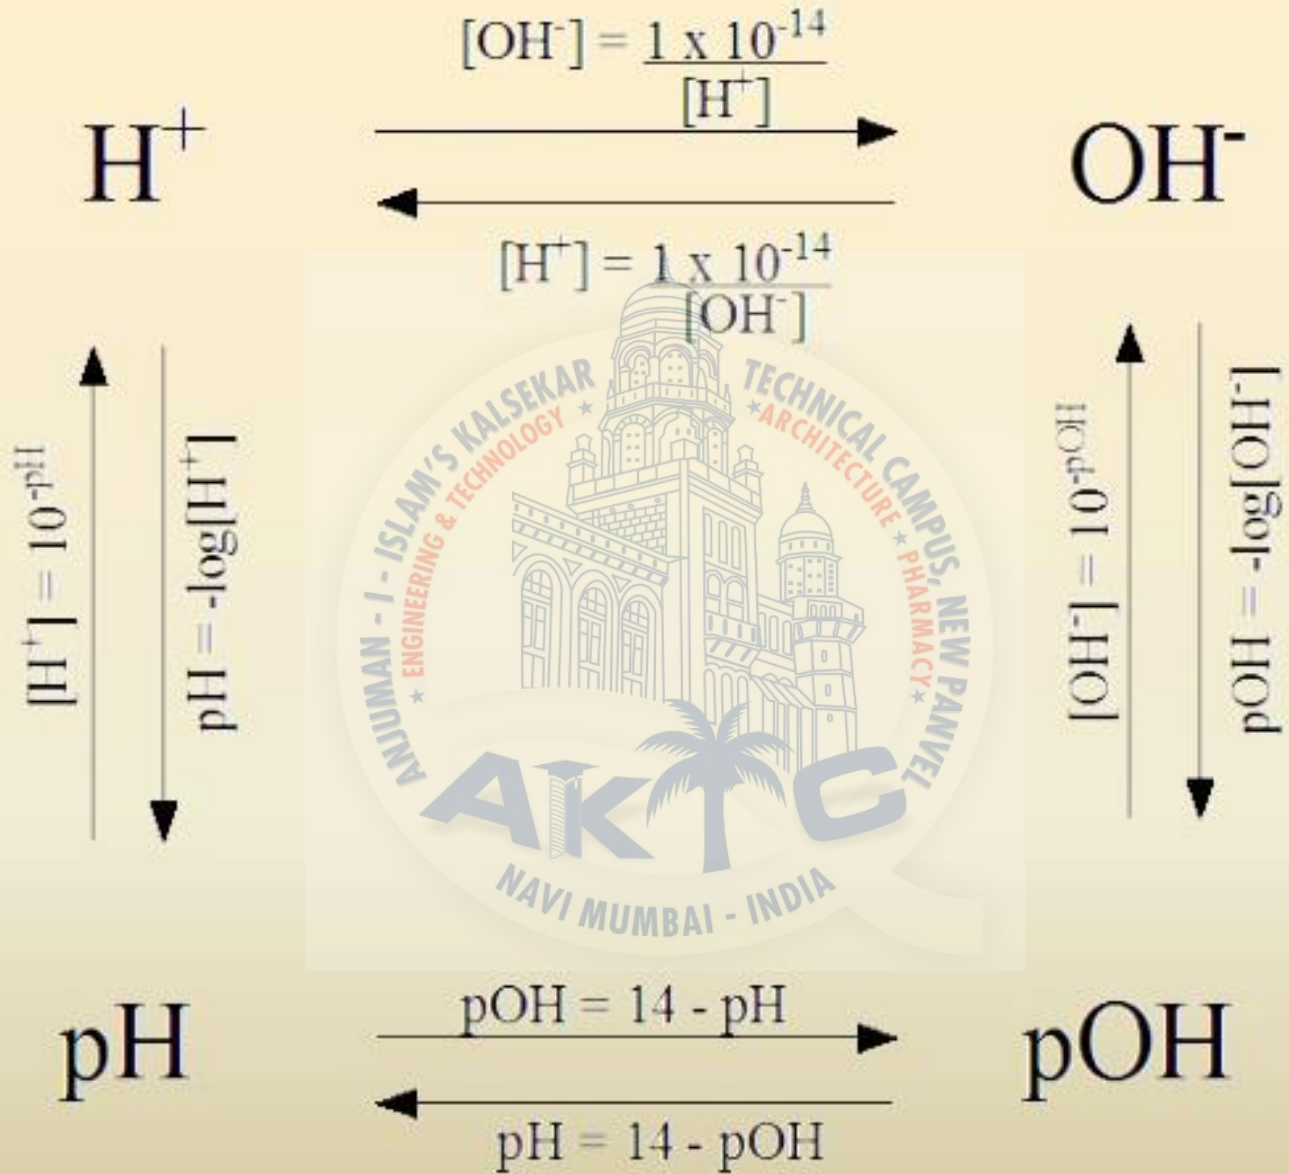 [OH⁻] = 1 x 10⁻¹⁴
[H⁺]
H⁺
OH⁻
[H⁺] = 1 x 10⁻¹⁴
[OH⁻]
[H⁺] = 10⁻ᵖᴴ
pH = -log[H⁺]
[OH-] = 10⁻ᵖᴼᴴ
pOH = -log[OH-]
ANJUMAN - I - ISLAM'S KALSEKAR TECHNICAL CAMPUS, NEW PANVEL
★ ENGINEERING & TECHNOLOGY ★ ★ ARCHITECTURE ★ PHARMACY ★
AKTC
NAVI MUMBAI - INDIA
pH
pOH = 14 - pH
pOH
pH = 14 - pOH